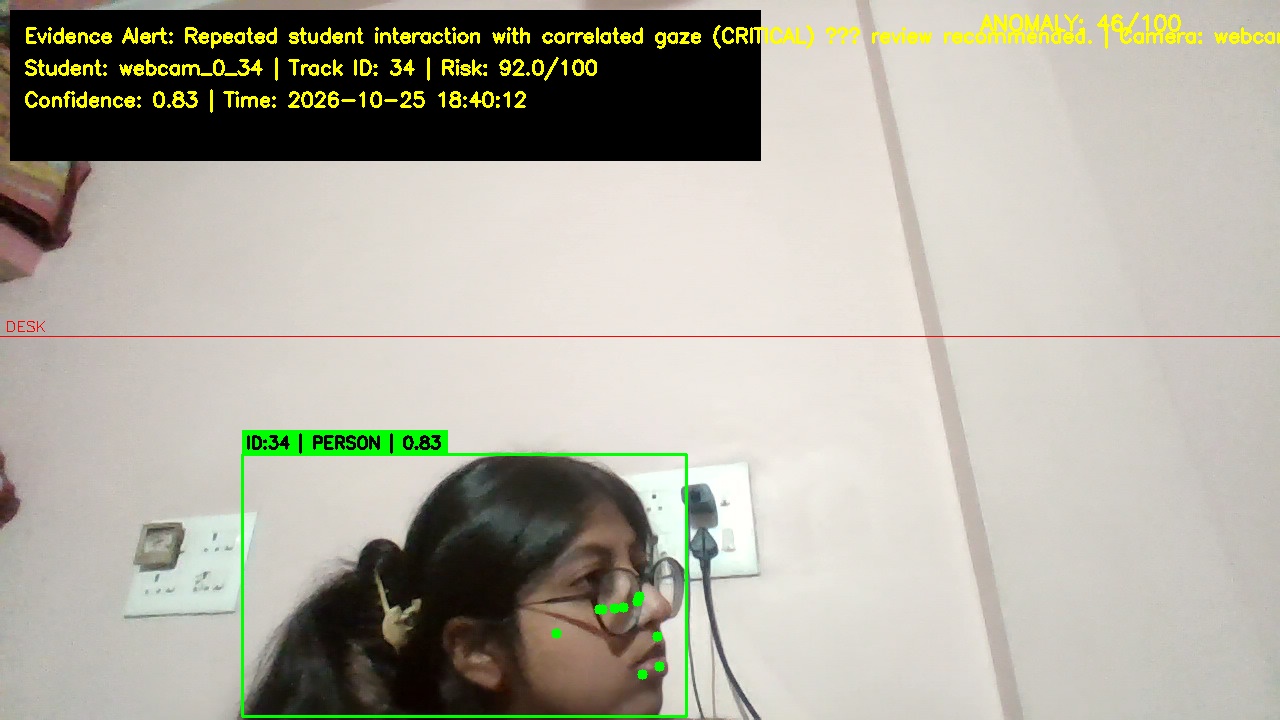 ANOMALY: 46/100
Evidence Alert: Repeated student interaction with correlated gaze (CRITICAL) ??? review recommended. | Camera: webca
Student: webcam_0_34 | Track ID: 34 | Risk: 92.0/100
Confidence: 0.83 | Time: 2026-10-25 18:40:12
DESK
ID:34 | PERSON | 0.83